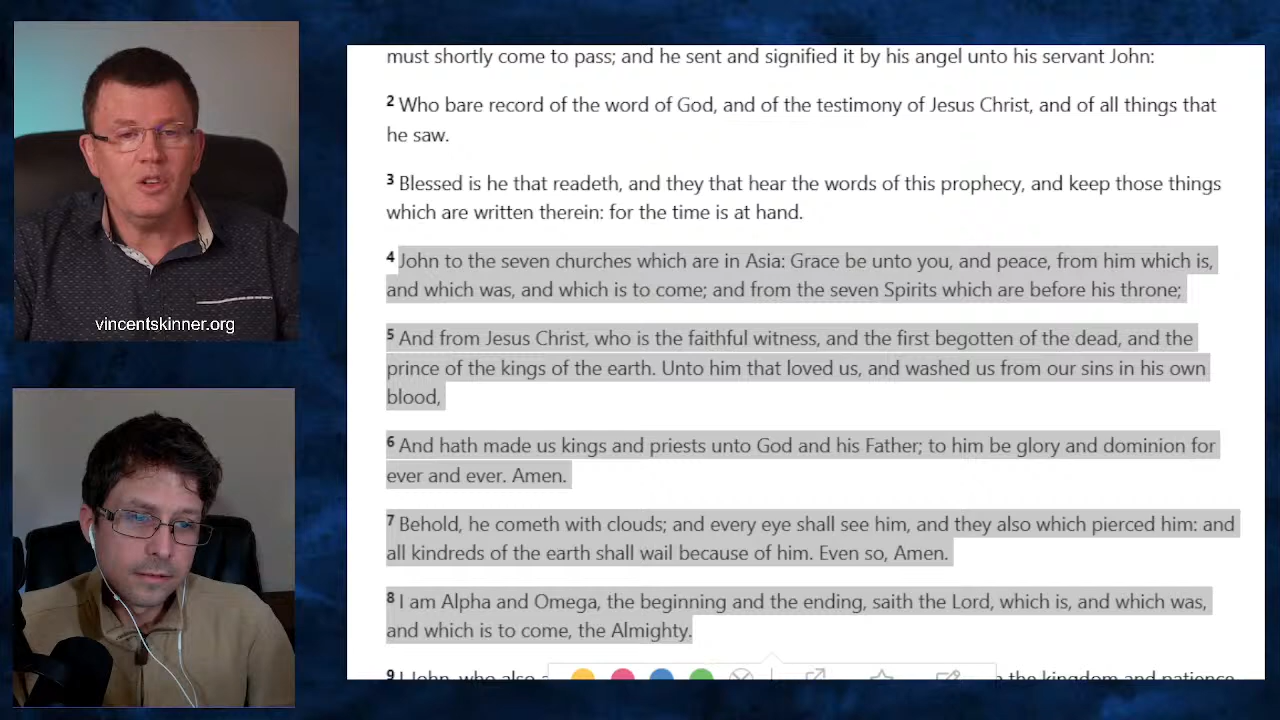 vincentskinner.org
must shortly come to pass; and he sent and signified it by his angel unto his servant John:
2 Who bare record of the word of God, and of the testimony of Jesus Christ, and of all things that
he saw.
3 Blessed is he that readeth, and they that hear the words of this prophecy, and keep those things
which are written therein: for the time is at hand.
4 John to the seven churches which are in Asia: Grace be unto you, and peace, from him which is,
and which was, and which is to come; and from the seven Spirits which are before his throne;
5 And from Jesus Christ, who is the faithful witness, and the first begotten of the dead, and the
prince of the kings of the earth. Unto him that loved us, and washed us from our sins in his own
blood,
6 And hath made us kings and priests unto God and his Father; to him be glory and dominion for
ever and ever. Amen.
7 Behold, he cometh with clouds; and every eye shall see him, and they also which pierced him: and
all kindreds of the earth shall wail because of him. Even so, Amen.
8 I am Alpha and Omega, the beginning and the ending, saith the Lord, which is, and which was,
and which is to come, the Almighty.
9 I John, who also the kingdom and patience